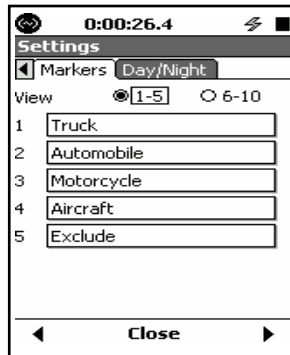 0:00:26.4
Settings
Markers Day/Night
View 1-5 6-10
1 Truck
2 Automobile
3 Motorcycle
4 Aircraft
5 Exclude
Close